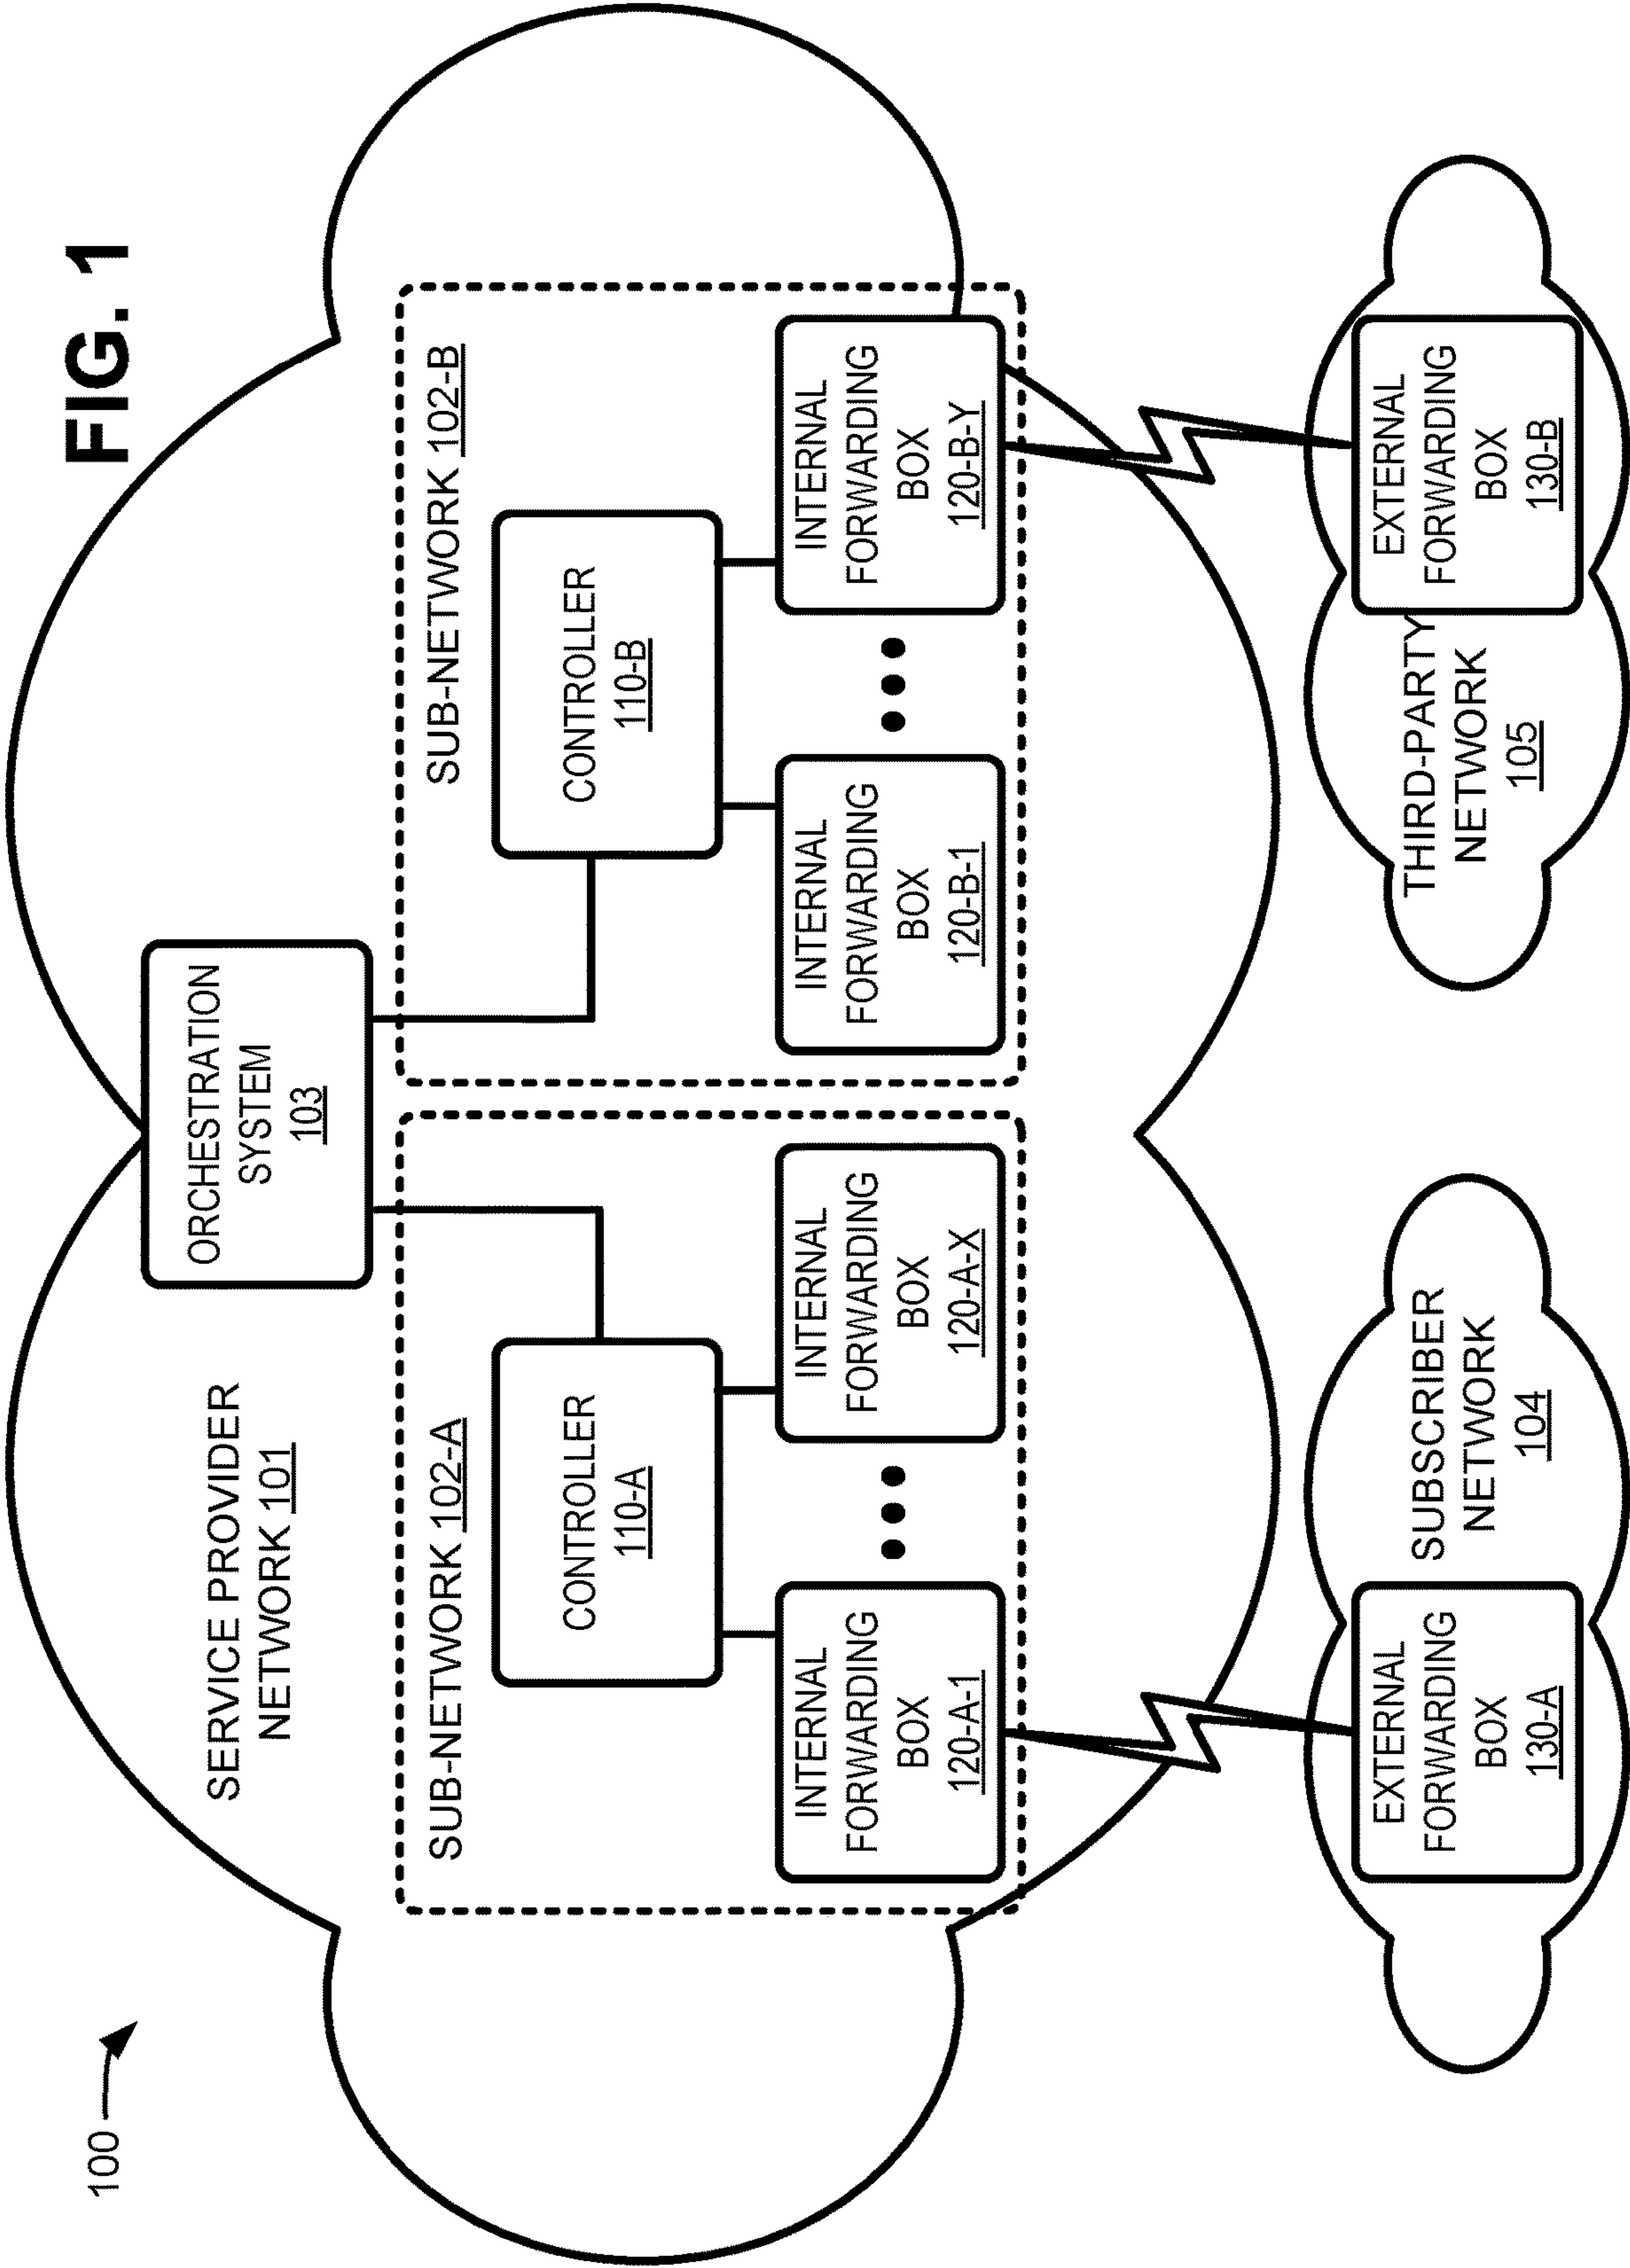 FIG. 1
100
SERVICE PROVIDER
NETWORK 101
ORCHESTRATION
SYSTEM
103
SUB-NETWORK 102-A
CONTROLLER
110-A
INTERNAL
FORWARDING
BOX
120-A-1
INTERNAL
FORWARDING
BOX
120-A-X
SUB-NETWORK 102-B
CONTROLLER
110-B
INTERNAL
FORWARDING
BOX
120-B-1
INTERNAL
FORWARDING
BOX
120-B-Y
EXTERNAL
FORWARDING
BOX
130-A
SUBSCRIBER
NETWORK
104
THIRD-PARTY
NETWORK
105
EXTERNAL
FORWARDING
BOX
130-B